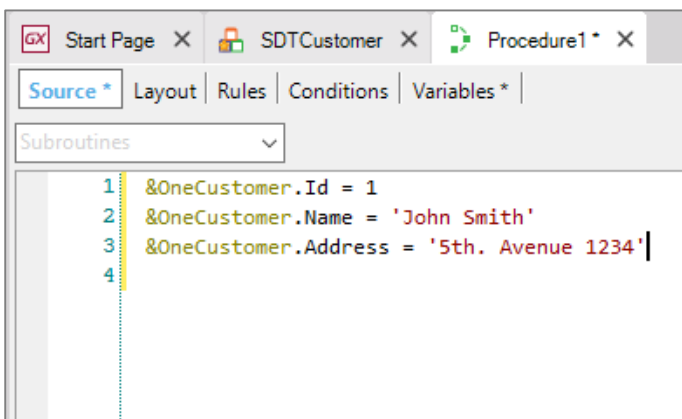 GX Start Page SDTCustomer Procedure1 *
Source * Layout Rules Conditions Variables *
Subroutines
1 &OneCustomer.Id = 1
2 &OneCustomer.Name = 'John Smith'
3 &OneCustomer.Address = '5th. Avenue 1234'
4